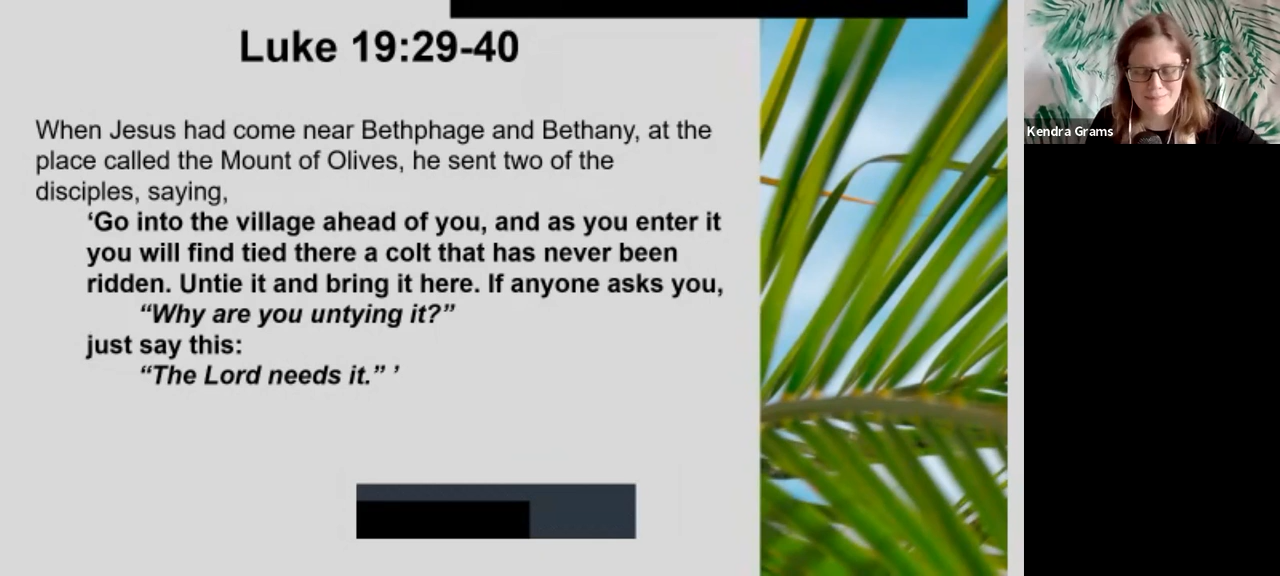 Luke 19:29-40
When Jesus had come near Bethphage and Bethany, at the
place called the Mount of Olives, he sent two of the
disciples, saying,
‘Go into the village ahead of you, and as you enter it
you will find tied there a colt that has never been
ridden. Untie it and bring it here. If anyone asks you,
“Why are you untying it?”
just say this:
“The Lord needs it.” ’
Kendra Grams